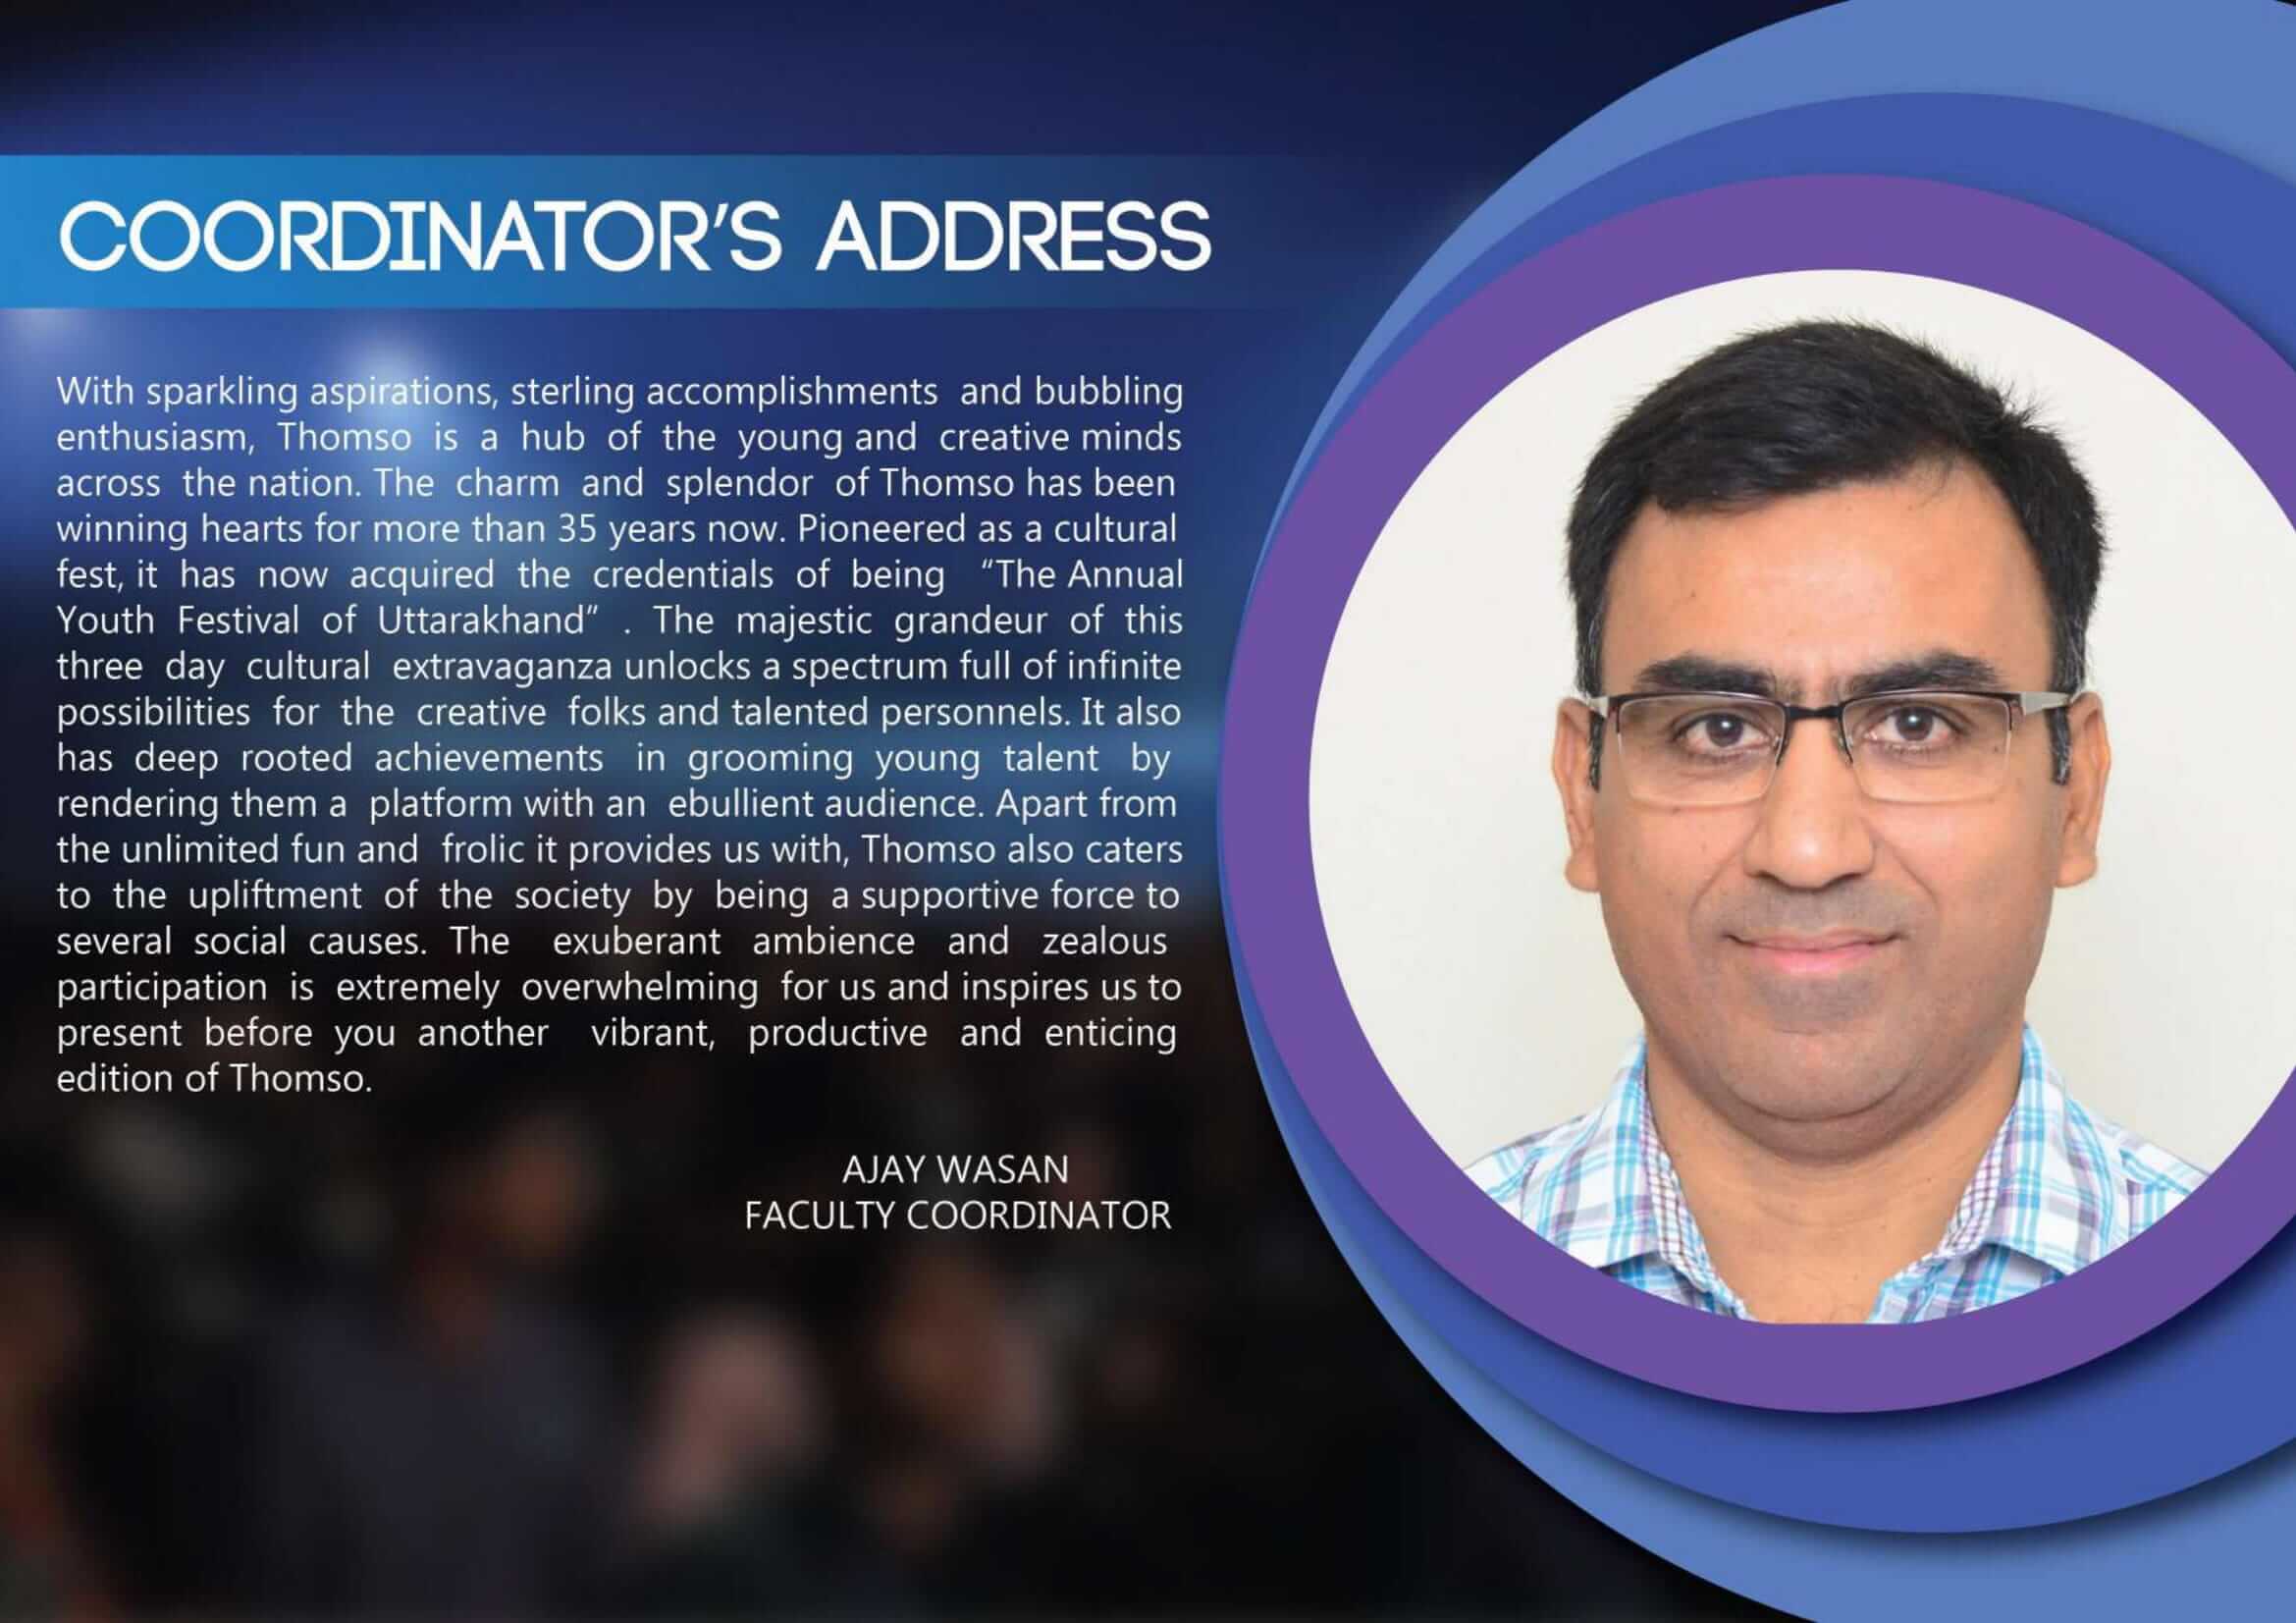 COORDINATOR'S ADDRESS
With sparkling aspirations, sterling accomplishments and bubbling
enthusiasm, Thomso is a hub of the young and creative minds
across the nation. The charm and splendor of Thomso has been
winning hearts for more than 35 years now. Pioneered as a cultural
fest, it has now acquired the credentials of being “The Annual
Youth Festival of Uttarakhand” . The majestic grandeur of this
three day cultural extravaganza unlocks a spectrum full of infinite
possibilities for the creative folks and talented personnels. It also
has deep rooted achievements in grooming young talent by
rendering them a platform with an ebullient audience. Apart from
the unlimited fun and frolic it provides us with, Thomso also caters
to the upliftment of the society by being a supportive force to
several social causes. The exuberant ambience and zealous
participation is extremely overwhelming for us and inspires us to
present before you another vibrant, productive and enticing
edition of Thomso.
AJAY WASAN
FACULTY COORDINATOR